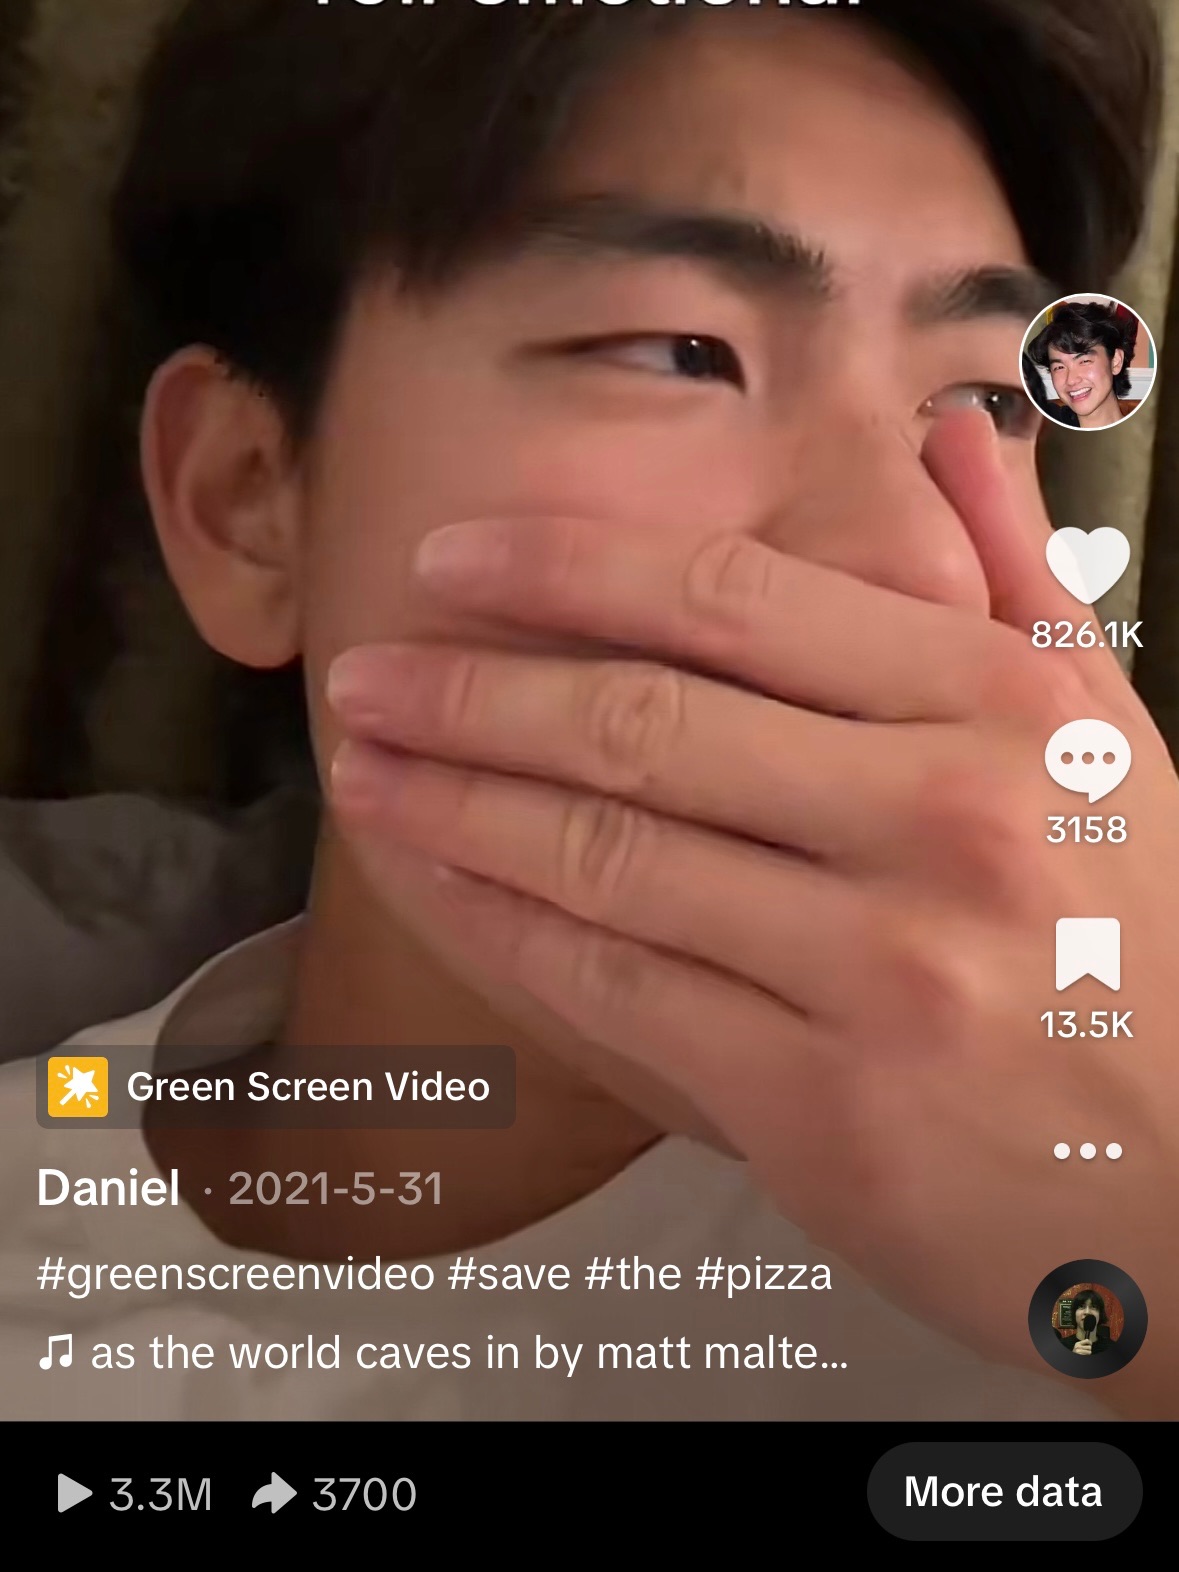 826.1K
3158
13.5K
Green Screen Video
Daniel · 2021-5-31
#greenscreenvideo #save #the #pizza
as the world caves in by matt malte...
3.3M 3700
More data